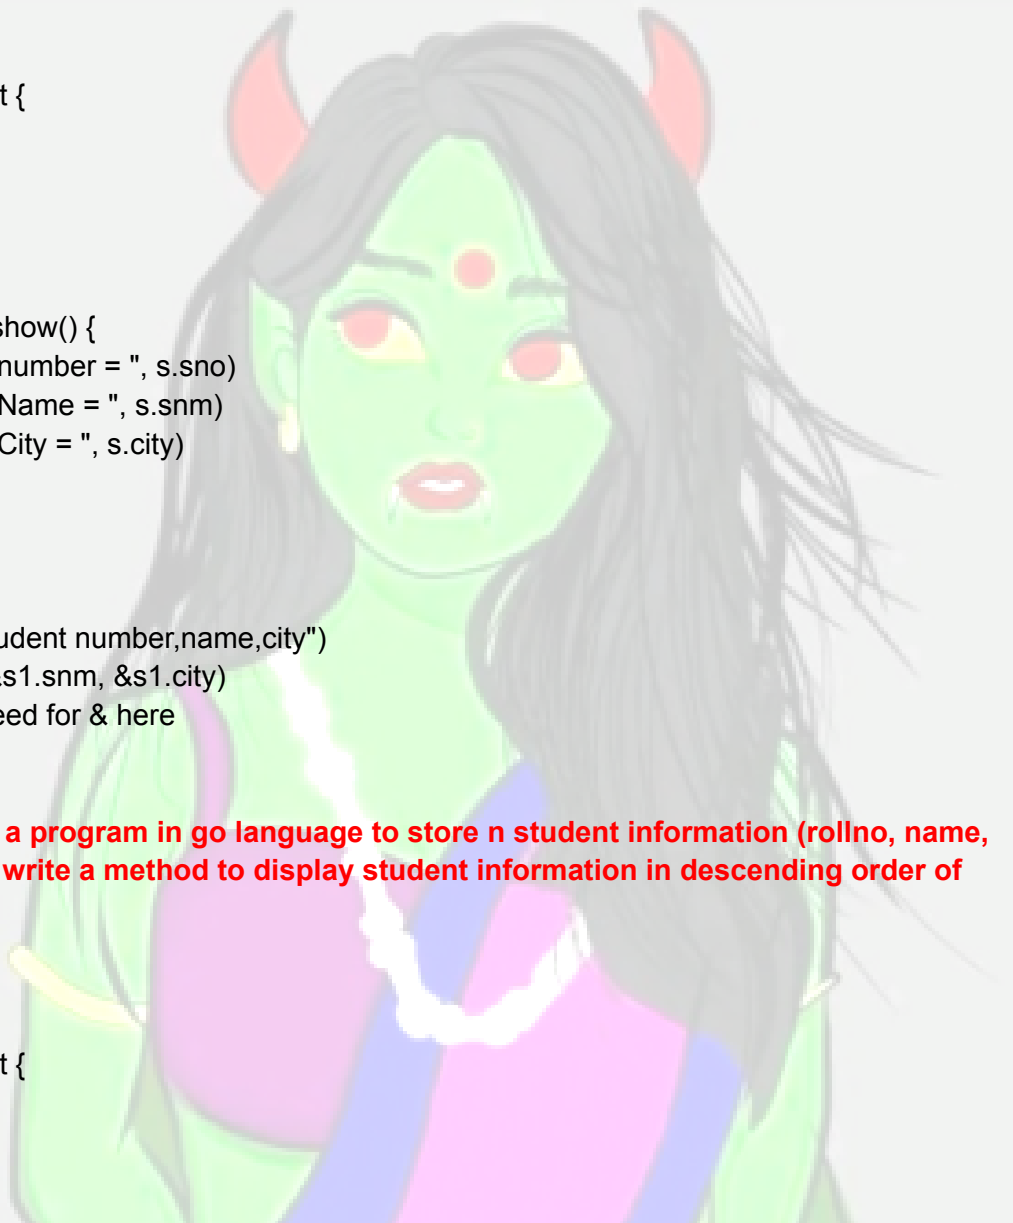 t {
show() {
number = ", s.sno)
Name = ", s.snm)
City = ", s.city)
udent number,name,city")
&s1.snm, &s1.city)
eed for & here
a program in go language to store n student information (rollno, name,
write a method to display student information in descending order of
t {